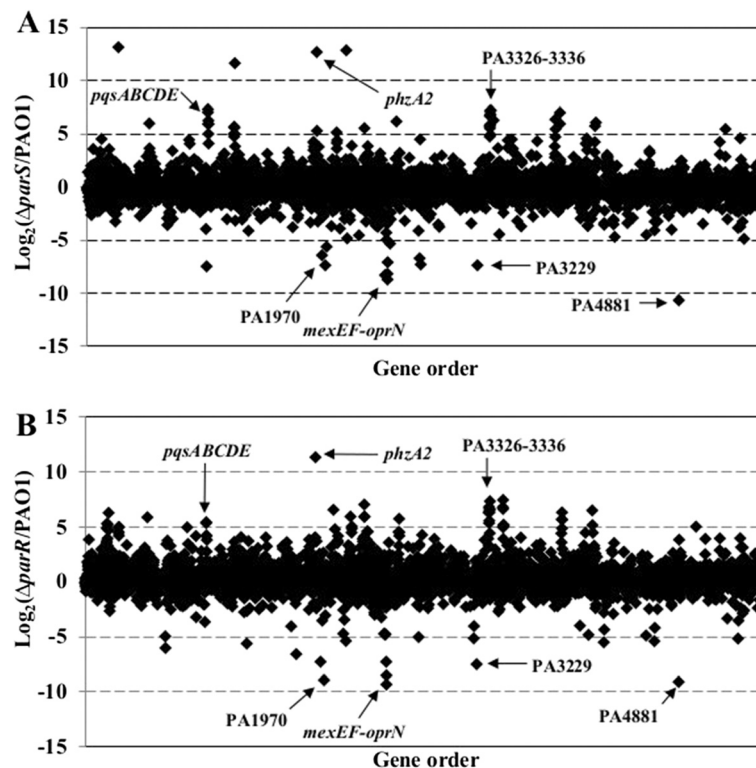 A
15
10
5
0
-5
-10
-15
Log2(ΔparS/PAO1)
pqsABCDE
phzA2
PA3326-3336
PA1970
mexEF-oprN
PA3229
PA4881
Gene order
B
15
10
5
0
-5
-10
-15
Log2(ΔparR/PAO1)
pqsABCDE
phzA2
PA3326-3336
PA1970
mexEF-oprN
PA3229
PA4881
Gene order